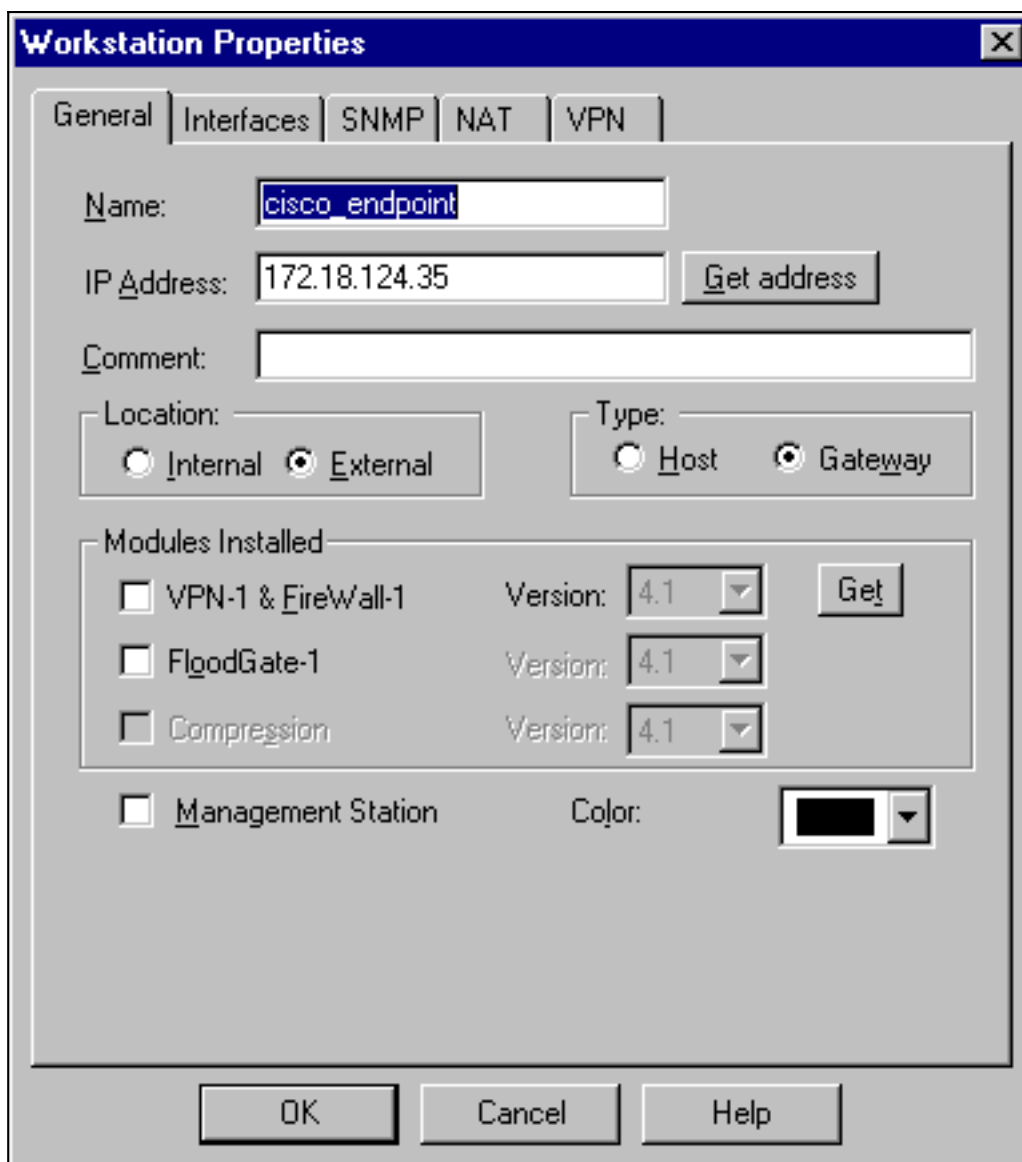 Workstation Properties
General Interfaces SNMP NAT VPN
Name: cisco_endpoint
IP Address: 172.18.124.35 Get address
Comment:
Location: Type:
Internal External Host Gateway
Modules Installed
VPN-1 & FireWall-1 Version: 4.1 Get
FloodGate-1 Version: 4.1
Compression Version: 4.1
Management Station Color:
OK Cancel Help